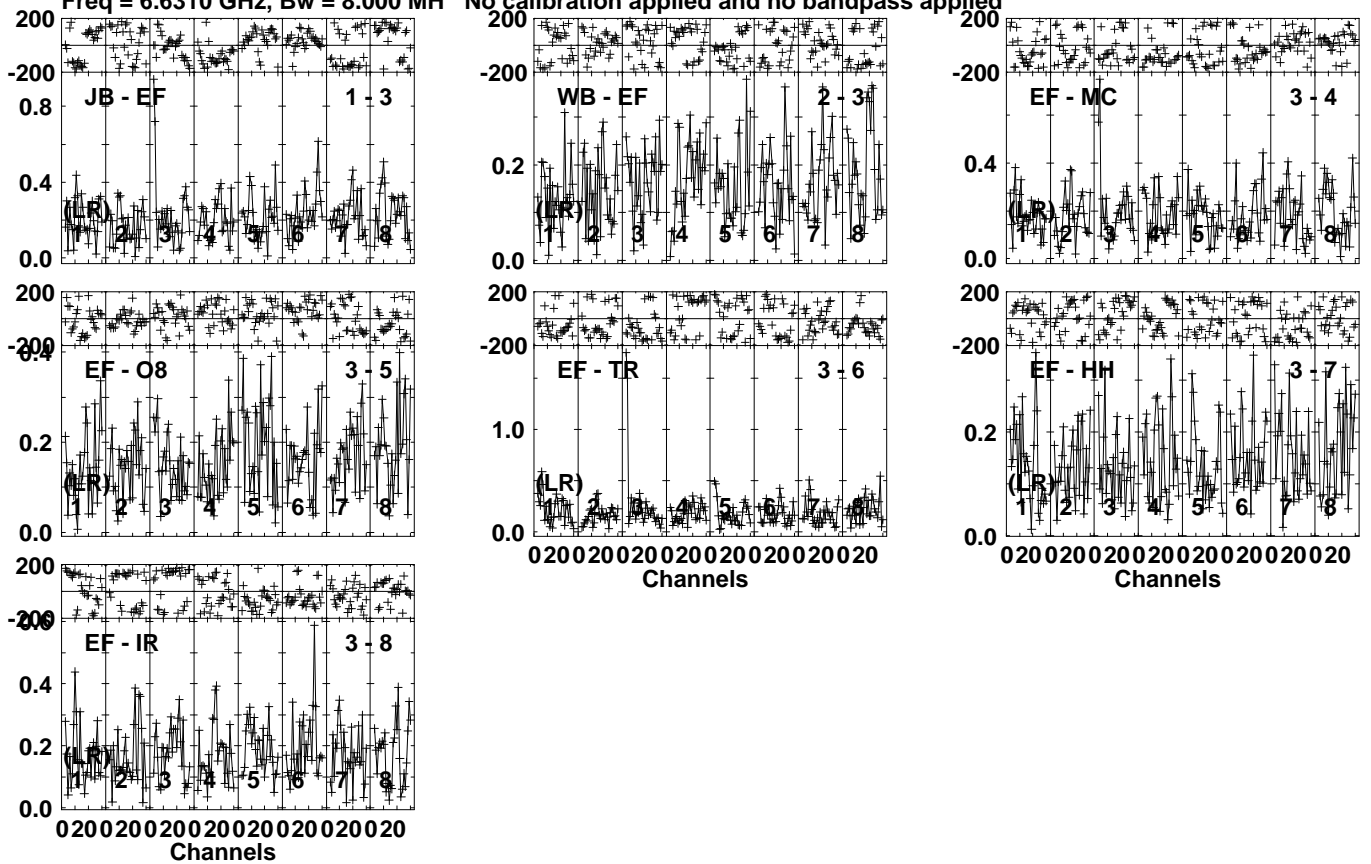 Freq = 6.6310 GHz, Bw = 8.000 MH No calibration applied and no bandpass applied
200 200 200
-200 -200 -200
JB - EF 1 - 3 WB - EF 2 - 3 EF - MC 3 - 4
0.8
0.4 0.2 0.4
(LR) (LR) (LR)
1 2 3 4 5 6 7 8 1 2 3 4 5 6 7 8 1 2 3 4 5 6 7 8
0.0 0.0 0.0
200 200 200
-200 -200 -200
0.4
EF - O8 3 - 5 EF - TR 3 - 6 EF - HH 3 - 7
0.2 1.0 0.2
(LR) (LR) (LR)
1 2 3 4 5 6 7 8 1 2 3 4 5 6 7 8 1 2 3 4 5 6 7 8
0.0 0.0 0.0
0 20 0 20 0 20 0 20 0 20 0 20 0 20 0 20 0 20 0 20 0 20 0 20 0 20 0 20 0 20 0 20
Channels Channels
200
-200
0.6
EF - IR 3 - 8
0.4
0.2
(LR)
1 2 3 4 5 6 7 8
0.0
0 20 0 20 0 20 0 20 0 20 0 20 0 20 0 20
Channels